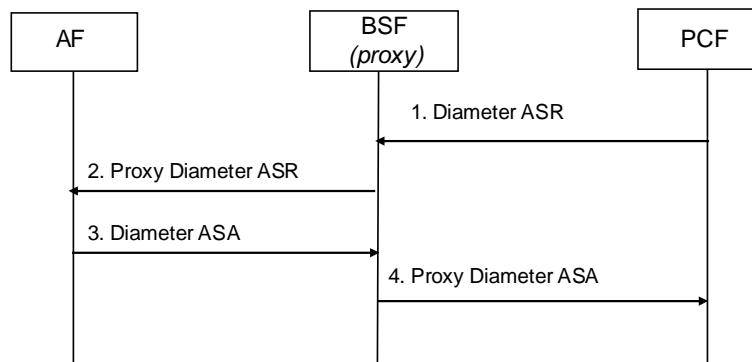 AF
BSF
(proxy)
PCF
1. Diameter ASR
2. Proxy Diameter ASR
3. Diameter ASA
4. Proxy Diameter ASA